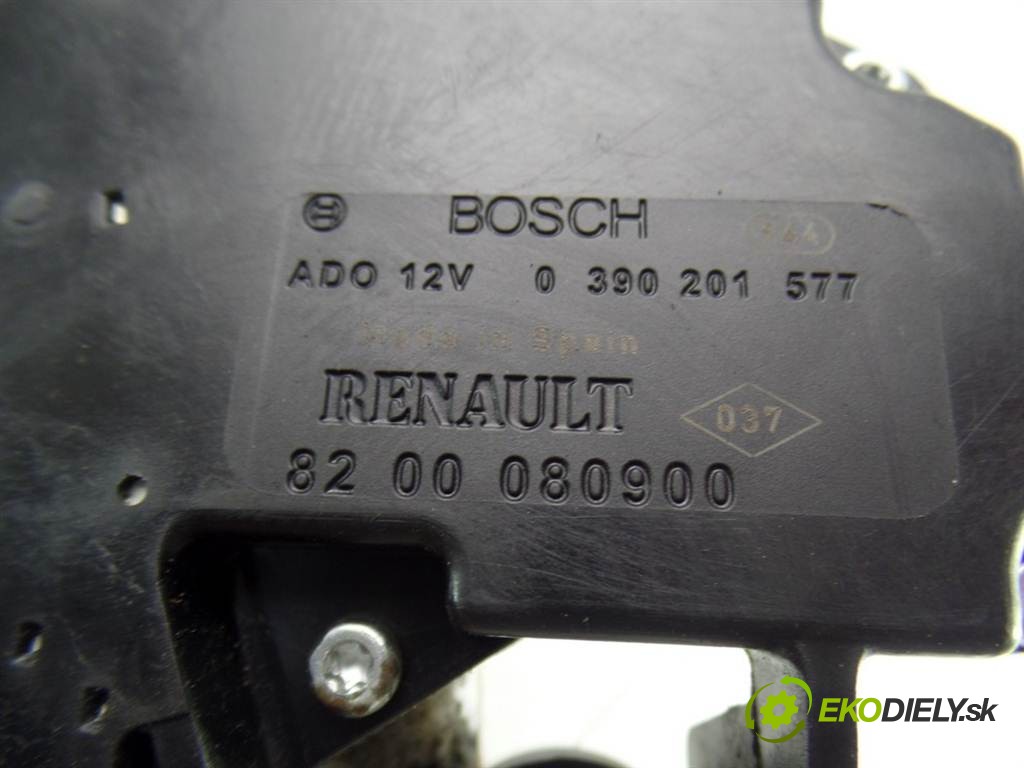 BOSCH
ADO 12V 0 390 201 577
Made in Spain
RENAULT 037
82 00 080900
EKODIELY.sk